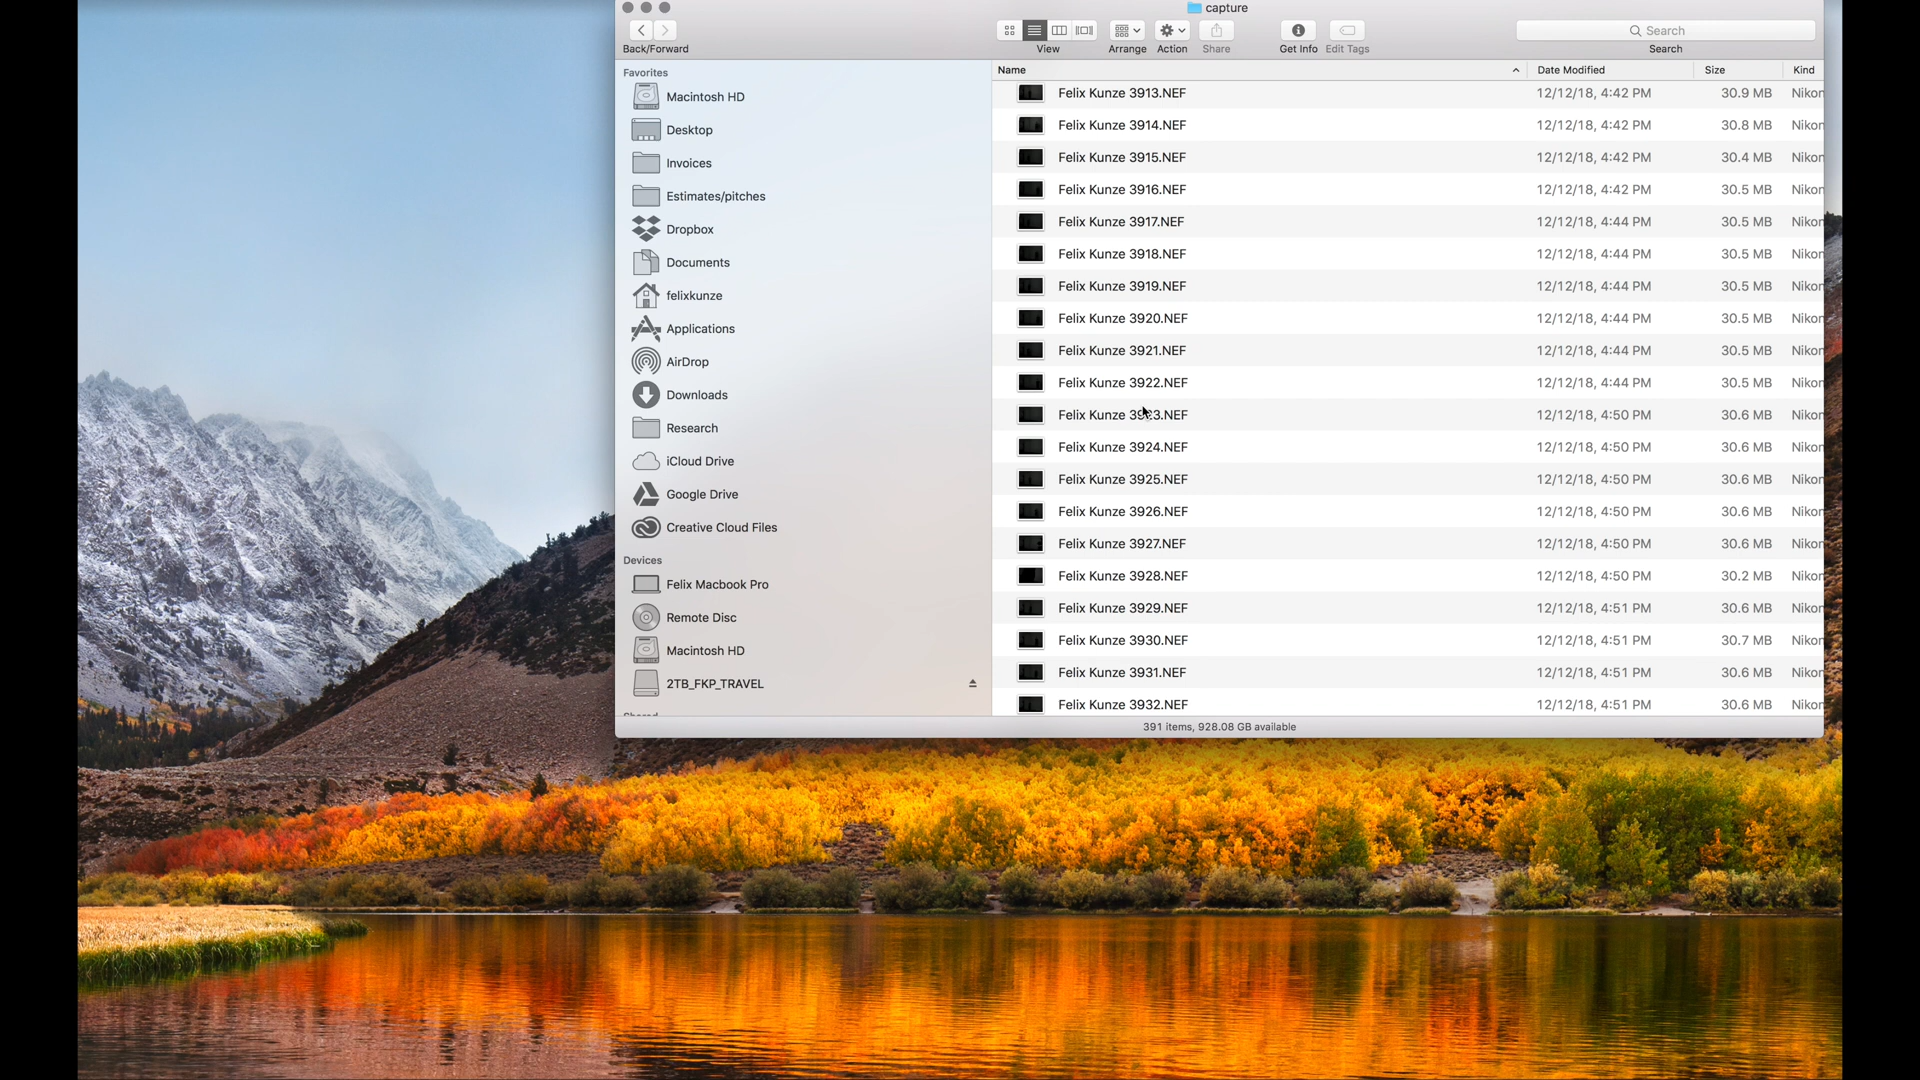 capture
Back/Forward
View
Arrange
Action
Share
Get Info
Edit Tags
Search
Search
Favorites
Macintosh HD
Desktop
Invoices
Estimates/pitches
Dropbox
Documents
felixkunze
Applications
AirDrop
Downloads
Research
iCloud Drive
Google Drive
Creative Cloud Files
Devices
Felix Macbook Pro
Remote Disc
Macintosh HD
2TB_FKP_TRAVEL
Name Date Modified Size Kind
Felix Kunze 3913.NEF 12/12/18, 4:42 PM 30.9 MB Nikon
Felix Kunze 3914.NEF 12/12/18, 4:42 PM 30.8 MB Nikon
Felix Kunze 3915.NEF 12/12/18, 4:42 PM 30.4 MB Nikon
Felix Kunze 3916.NEF 12/12/18, 4:42 PM 30.5 MB Nikon
Felix Kunze 3917.NEF 12/12/18, 4:44 PM 30.5 MB Nikon
Felix Kunze 3918.NEF 12/12/18, 4:44 PM 30.5 MB Nikon
Felix Kunze 3919.NEF 12/12/18, 4:44 PM 30.5 MB Nikon
Felix Kunze 3920.NEF 12/12/18, 4:44 PM 30.5 MB Nikon
Felix Kunze 3921.NEF 12/12/18, 4:44 PM 30.5 MB Nikon
Felix Kunze 3922.NEF 12/12/18, 4:44 PM 30.5 MB Nikon
Felix Kunze 3923.NEF 12/12/18, 4:50 PM 30.6 MB Nikon
Felix Kunze 3924.NEF 12/12/18, 4:50 PM 30.6 MB Nikon
Felix Kunze 3925.NEF 12/12/18, 4:50 PM 30.6 MB Nikon
Felix Kunze 3926.NEF 12/12/18, 4:50 PM 30.6 MB Nikon
Felix Kunze 3927.NEF 12/12/18, 4:50 PM 30.6 MB Nikon
Felix Kunze 3928.NEF 12/12/18, 4:50 PM 30.2 MB Nikon
Felix Kunze 3929.NEF 12/12/18, 4:51 PM 30.6 MB Nikon
Felix Kunze 3930.NEF 12/12/18, 4:51 PM 30.7 MB Nikon
Felix Kunze 3931.NEF 12/12/18, 4:51 PM 30.6 MB Nikon
Felix Kunze 3932.NEF 12/12/18, 4:51 PM 30.6 MB Nikon
391 items, 928.08 GB available